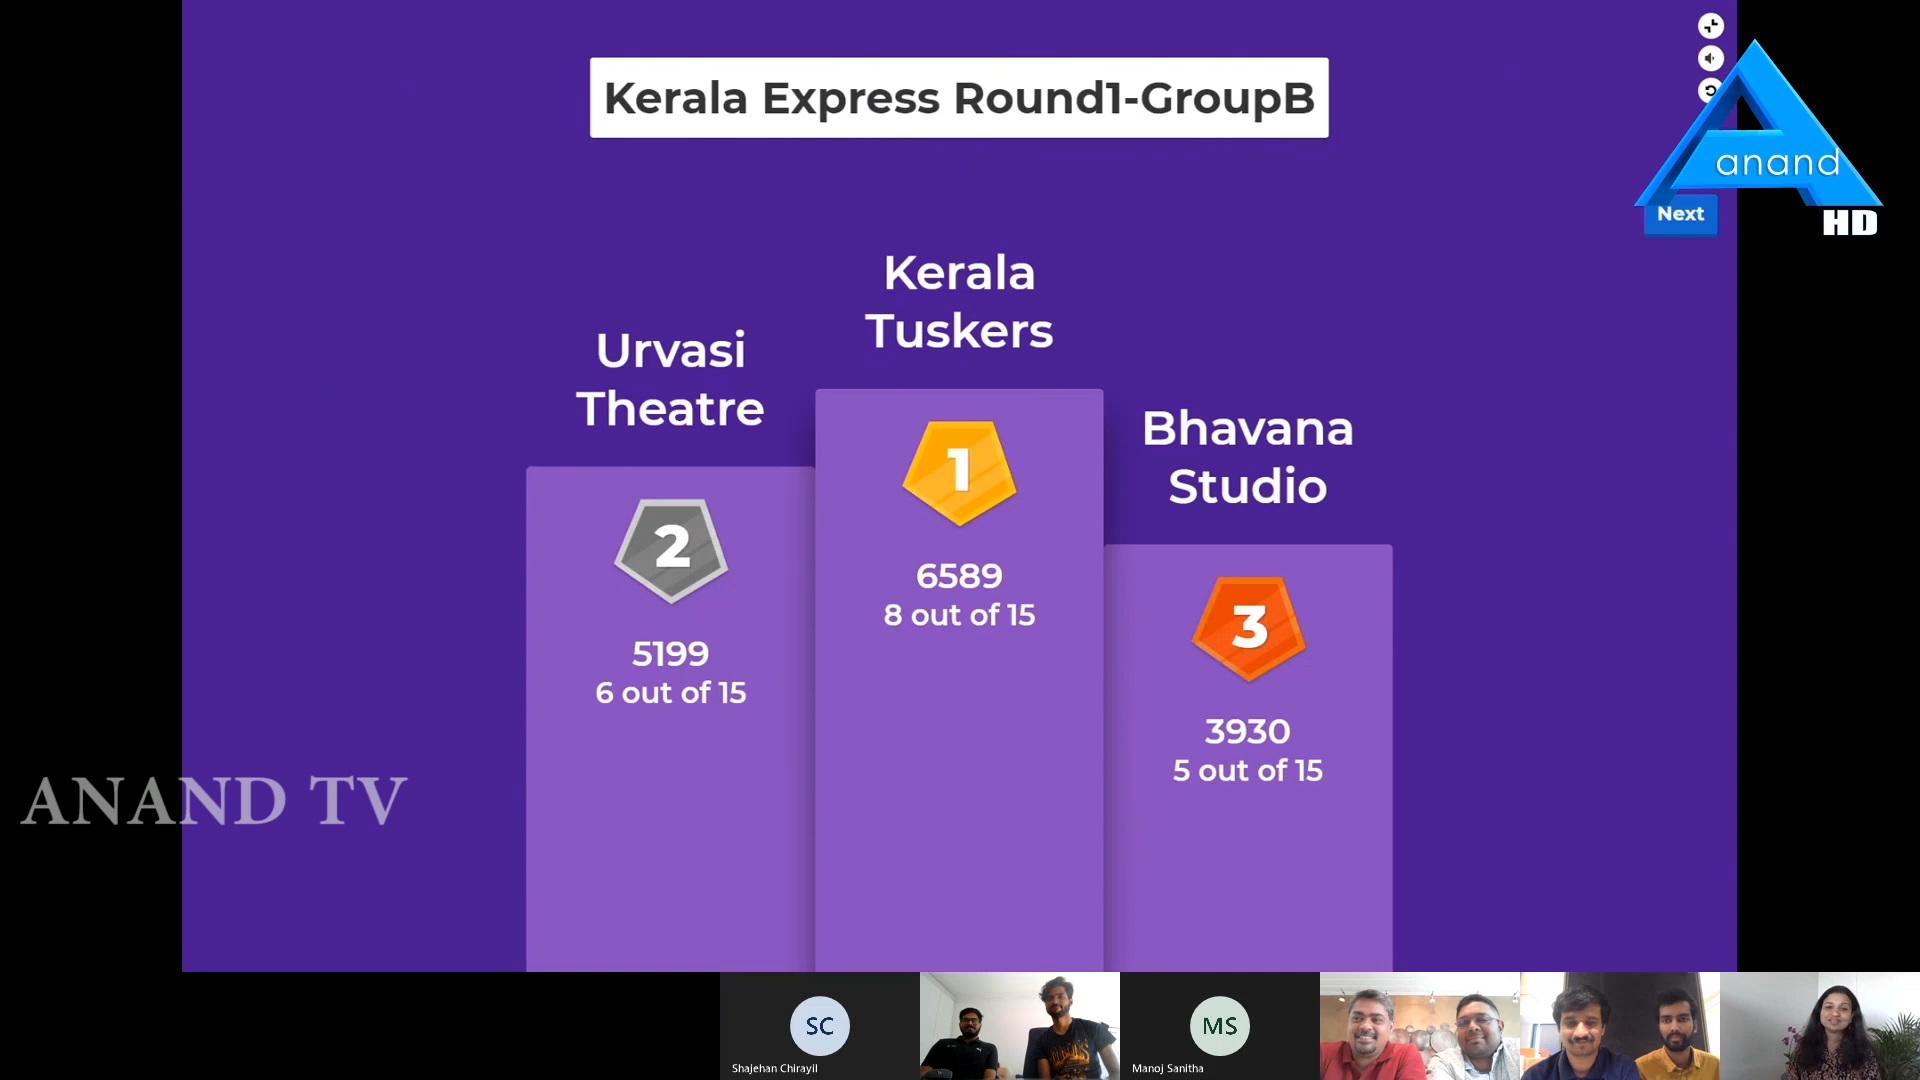 Kerala Express Round1-GroupB
anand
HD
Next
Kerala
Tuskers
1
6589
8 out of 15
Urvasi
Theatre
2
5199
6 out of 15
Bhavana
Studio
3
3930
5 out of 15
ANAND TV
SC
Shajehan Chirayil
MS
Manoj Sanitha